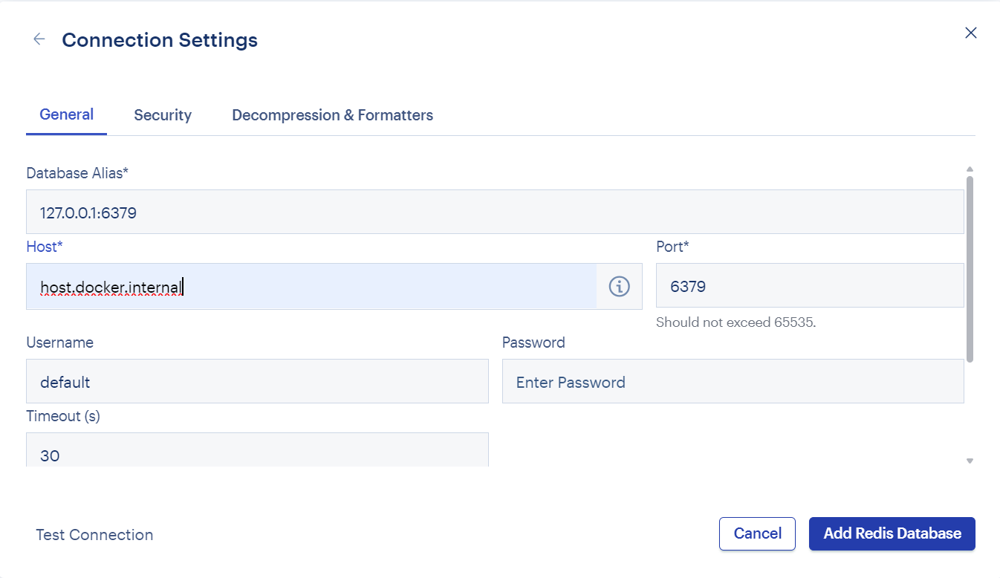 Connection Settings
General Security Decompression & Formatters
Database Alias*
127.0.0.1:6379
Host* Port*
host.docker.internal 6379
Should not exceed 65535.
Username Password
default Enter Password
Timeout (s)
30
Test Connection Cancel Add Redis Database